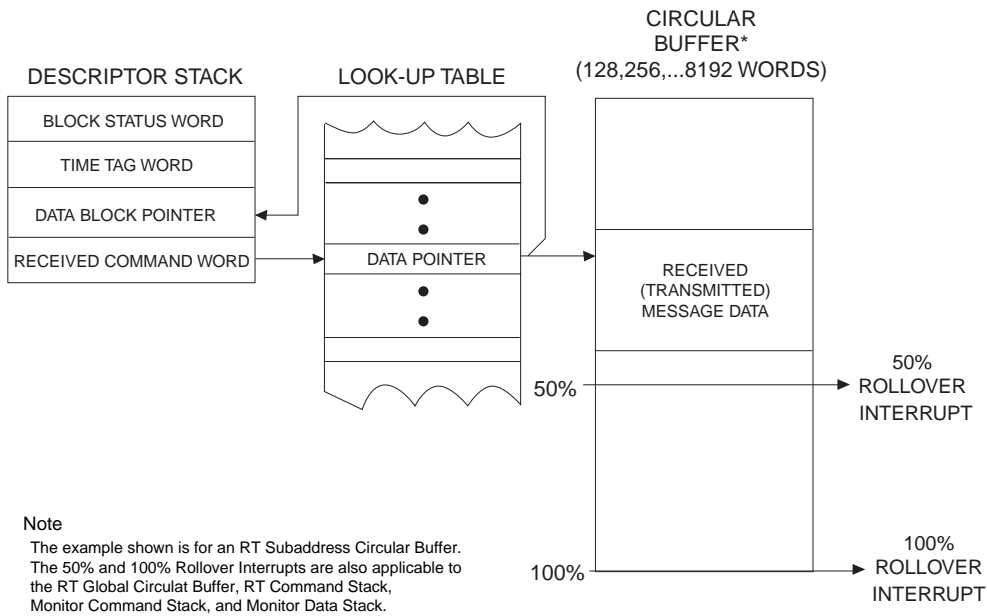 CIRCULAR
BUFFER*
(128,256,...8192 WORDS)
DESCRIPTOR STACK
LOOK-UP TABLE
BLOCK STATUS WORD
TIME TAG WORD
DATA BLOCK POINTER
RECEIVED COMMAND WORD
DATA POINTER
RECEIVED
(TRANSMITTED)
MESSAGE DATA
50%
50%
ROLLOVER
INTERRUPT
100%
100%
ROLLOVER
INTERRUPT
Note
The example shown is for an RT Subaddress Circular Buffer.
The 50% and 100% Rollover Interrupts are also applicable to
the RT Global Circulat Buffer, RT Command Stack,
Monitor Command Stack, and Monitor Data Stack.